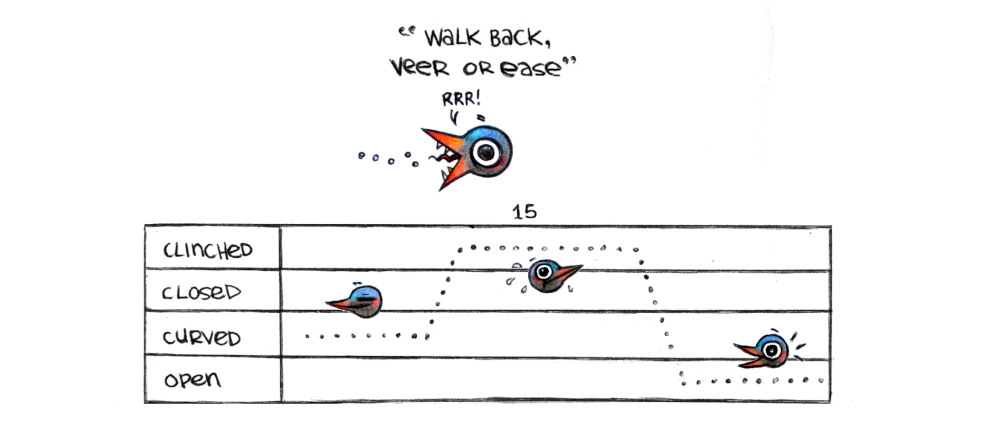 “WALK BACK,
VEER OR EASE”
RRR!
15
CLINCHED
CLOSED
CURVED
OPEN